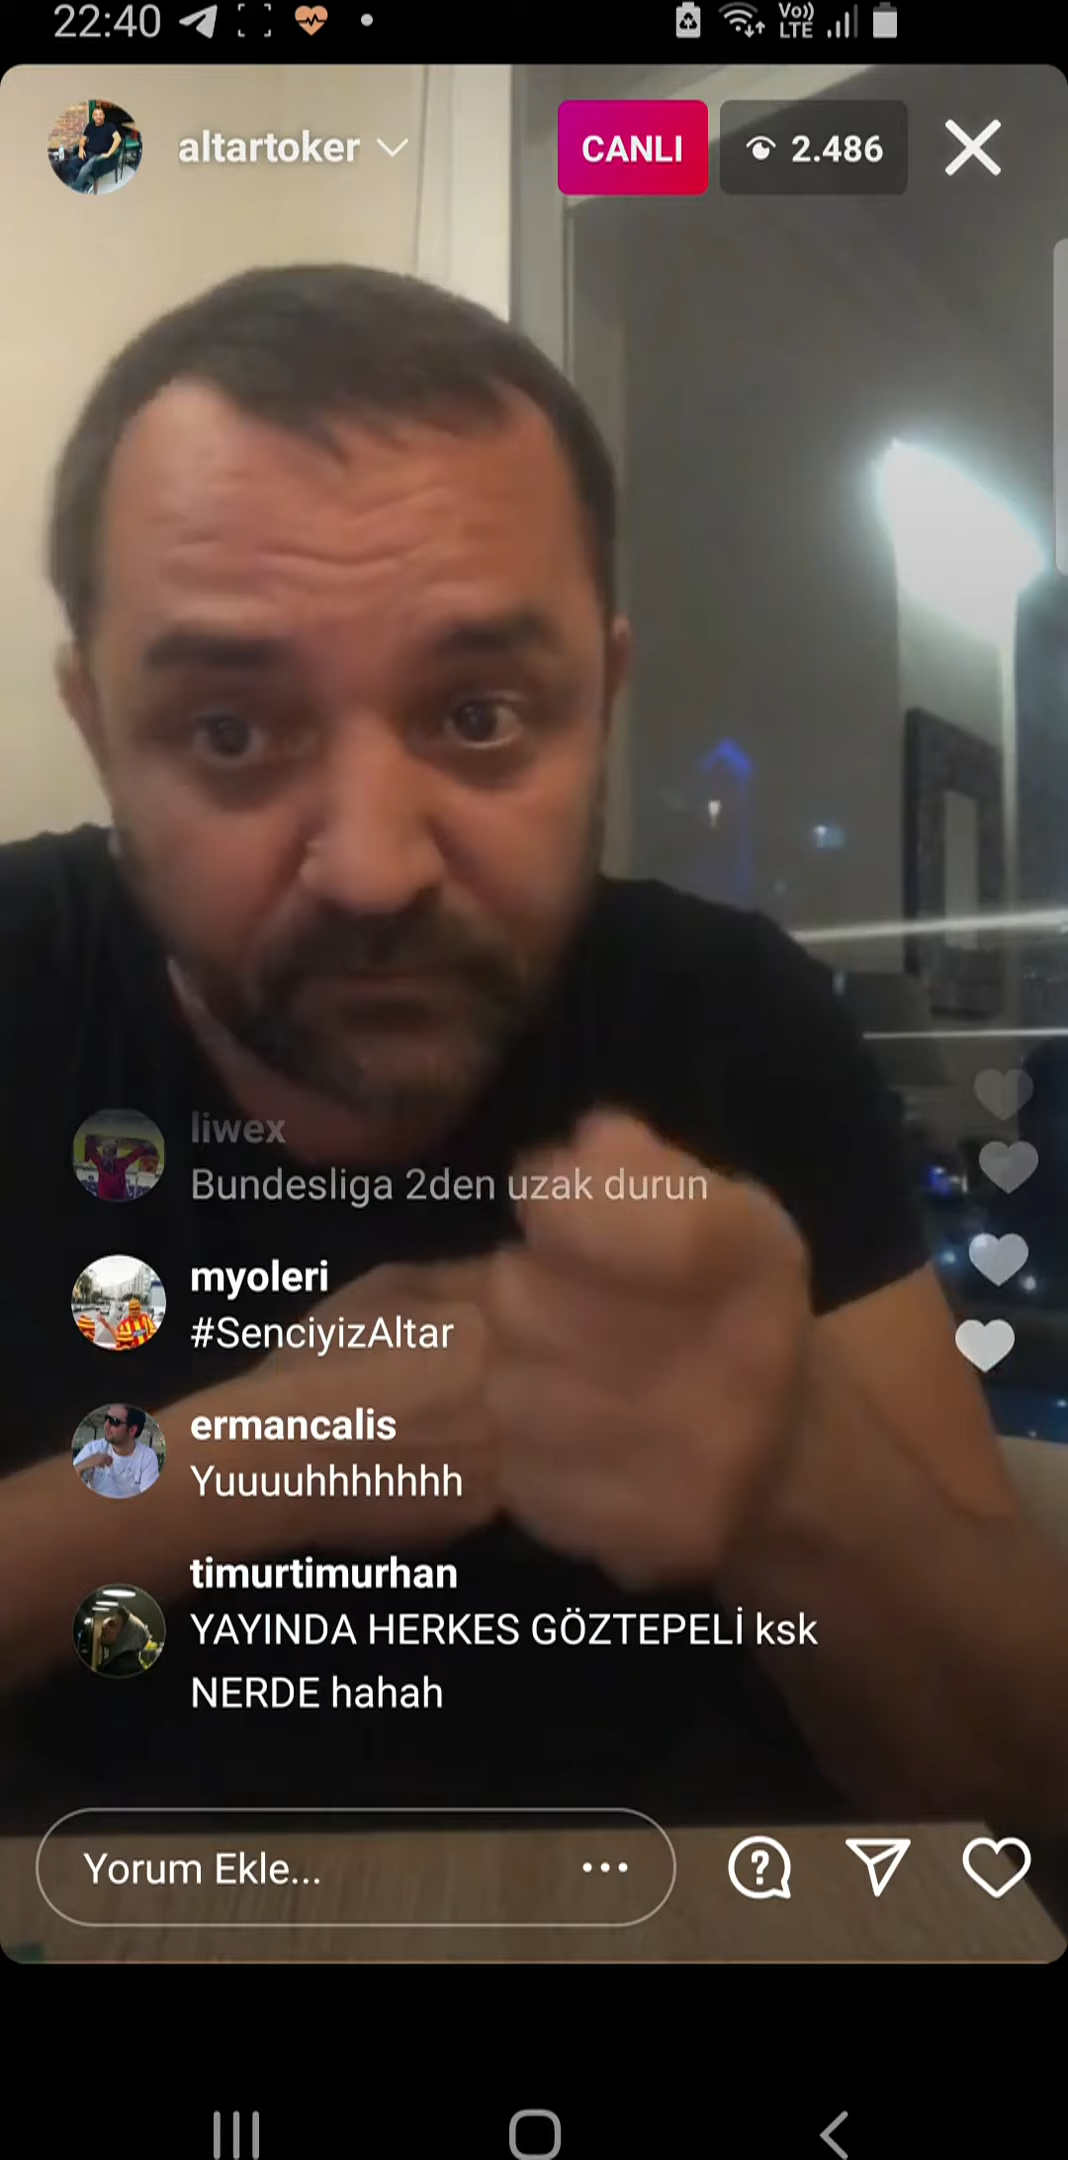 22:40
Vo)) LTE
altartoker
CANLI
2.486
liwex
Bundesliga 2den uzak durun
myoleri
#SenciyizAltar
ermancalis
Yuuuuhhhhhhh
timurtimurhan
YAYINDA HERKES GÖZTEPELİ ksk
NERDE hahah
Yorum Ekle...